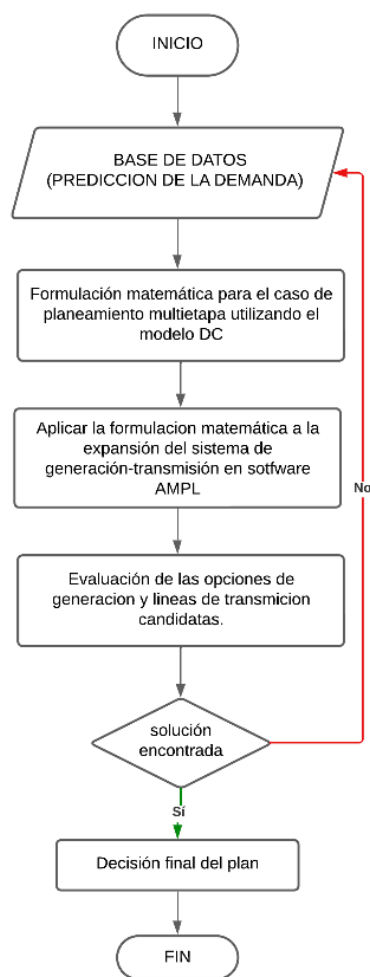 INICIO
BASE DE DATOS
(PREDICCION DE LA DEMANDA)
Formulación matemática para el caso de
planeamiento multietapa utilizando el
modelo DC
Aplicar la formulacion matemática a la
expansión del sistema de
generación-transmisión en sotfware
AMPL
No
Evaluación de las opciones de
generacion y lineas de transmicion
candidatas.
solución
encontrada
Sí
Decisión final del plan
FIN